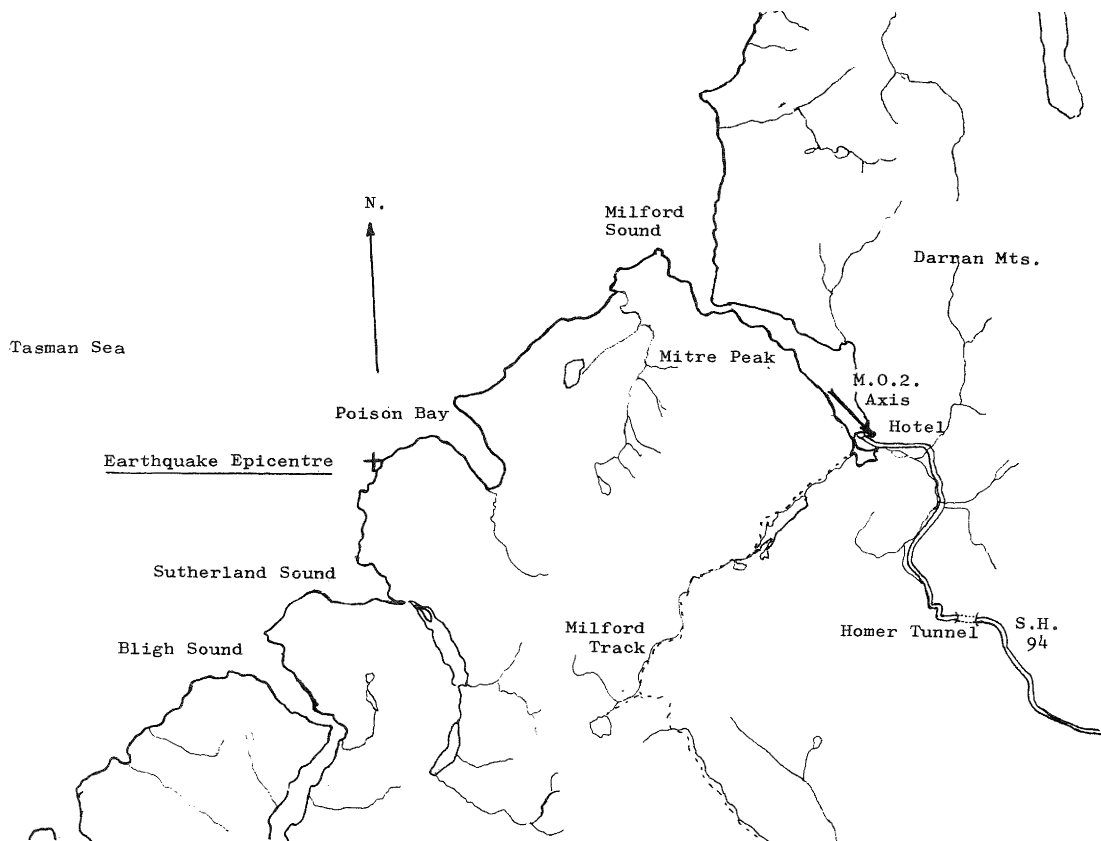 N.
Milford
Sound
Darnan Mts.
Tasman Sea
Mitre Peak
M.O.2.
Axis
Poison Bay
Hotel
Earthquake Epicentre
Sutherland Sound
Bligh Sound
Milford
Track
Homer Tunnel
S.H.
94